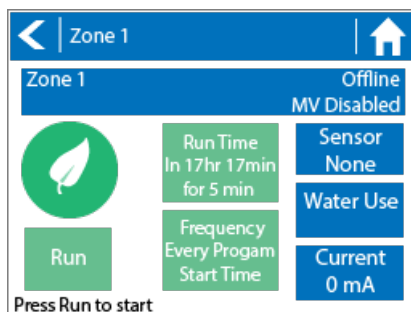 Zone 1
Zone 1
Offline
MV Disabled
Run Time
In 17hr 17min
for 5 min
Sensor
None
Water Use
Frequency
Every Progam
Start Time
Run
Current
0 mA
Press Run to start